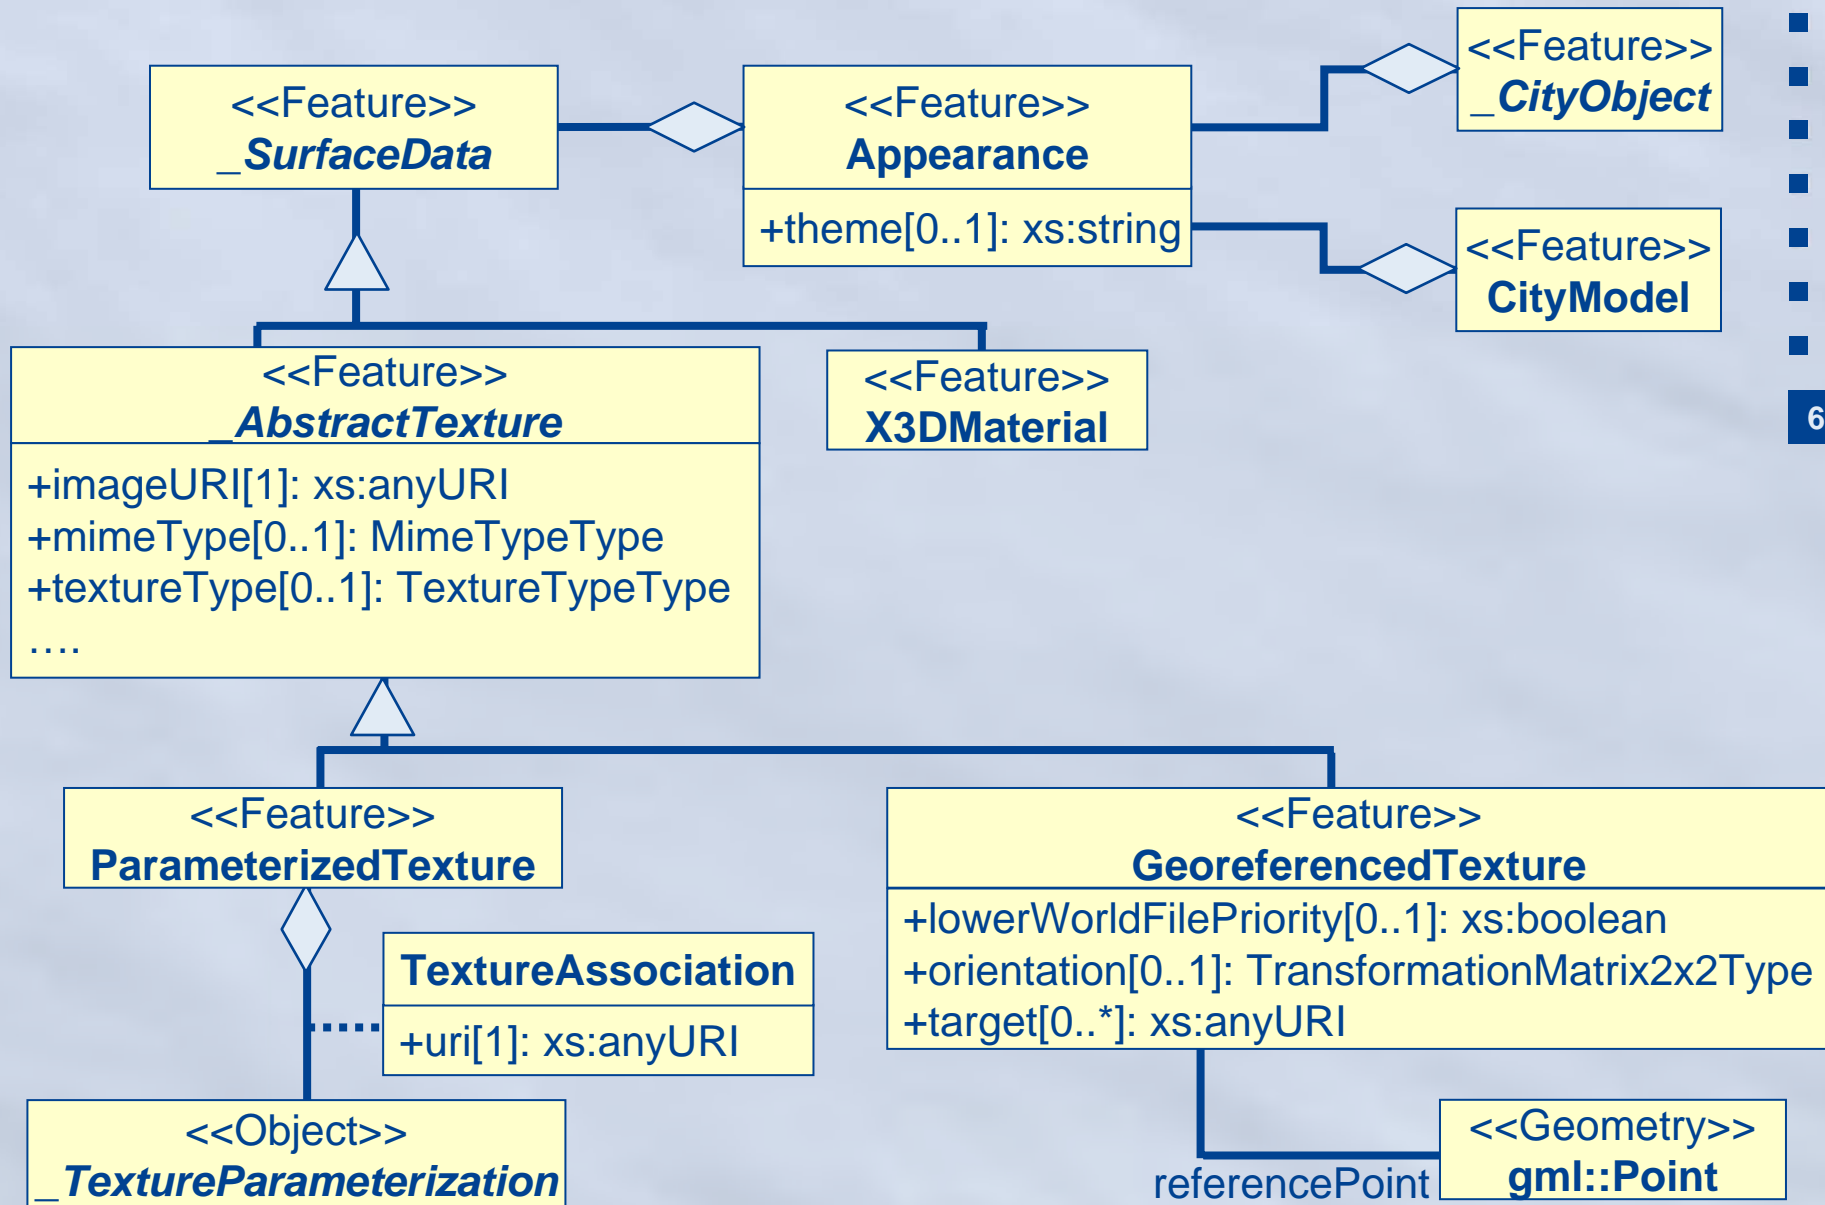 <<Feature>>
_CityObject
<<Feature>>
_SurfaceData
<<Feature>>
Appearance
+theme[0..1]: xs:string
<<Feature>>
CityModel
<<Feature>>
_AbstractTexture
+imageURI[1]: xs:anyURI
+mimeType[0..1]: MimeTypeType
+textureType[0..1]: TextureTypeType
....
<<Feature>>
X3DMaterial
6
<<Feature>>
ParameterizedTexture
<<Feature>>
GeoreferencedTexture
+lowerWorldFilePriority[0..1]: xs:boolean
+orientation[0..1]: TransformationMatrix2x2Type
+target[0..*]: xs:anyURI
TextureAssociation
+uri[1]: xs:anyURI
<<Object>>
_TextureParameterization
referencePoint
<<Geometry>>
gml::Point